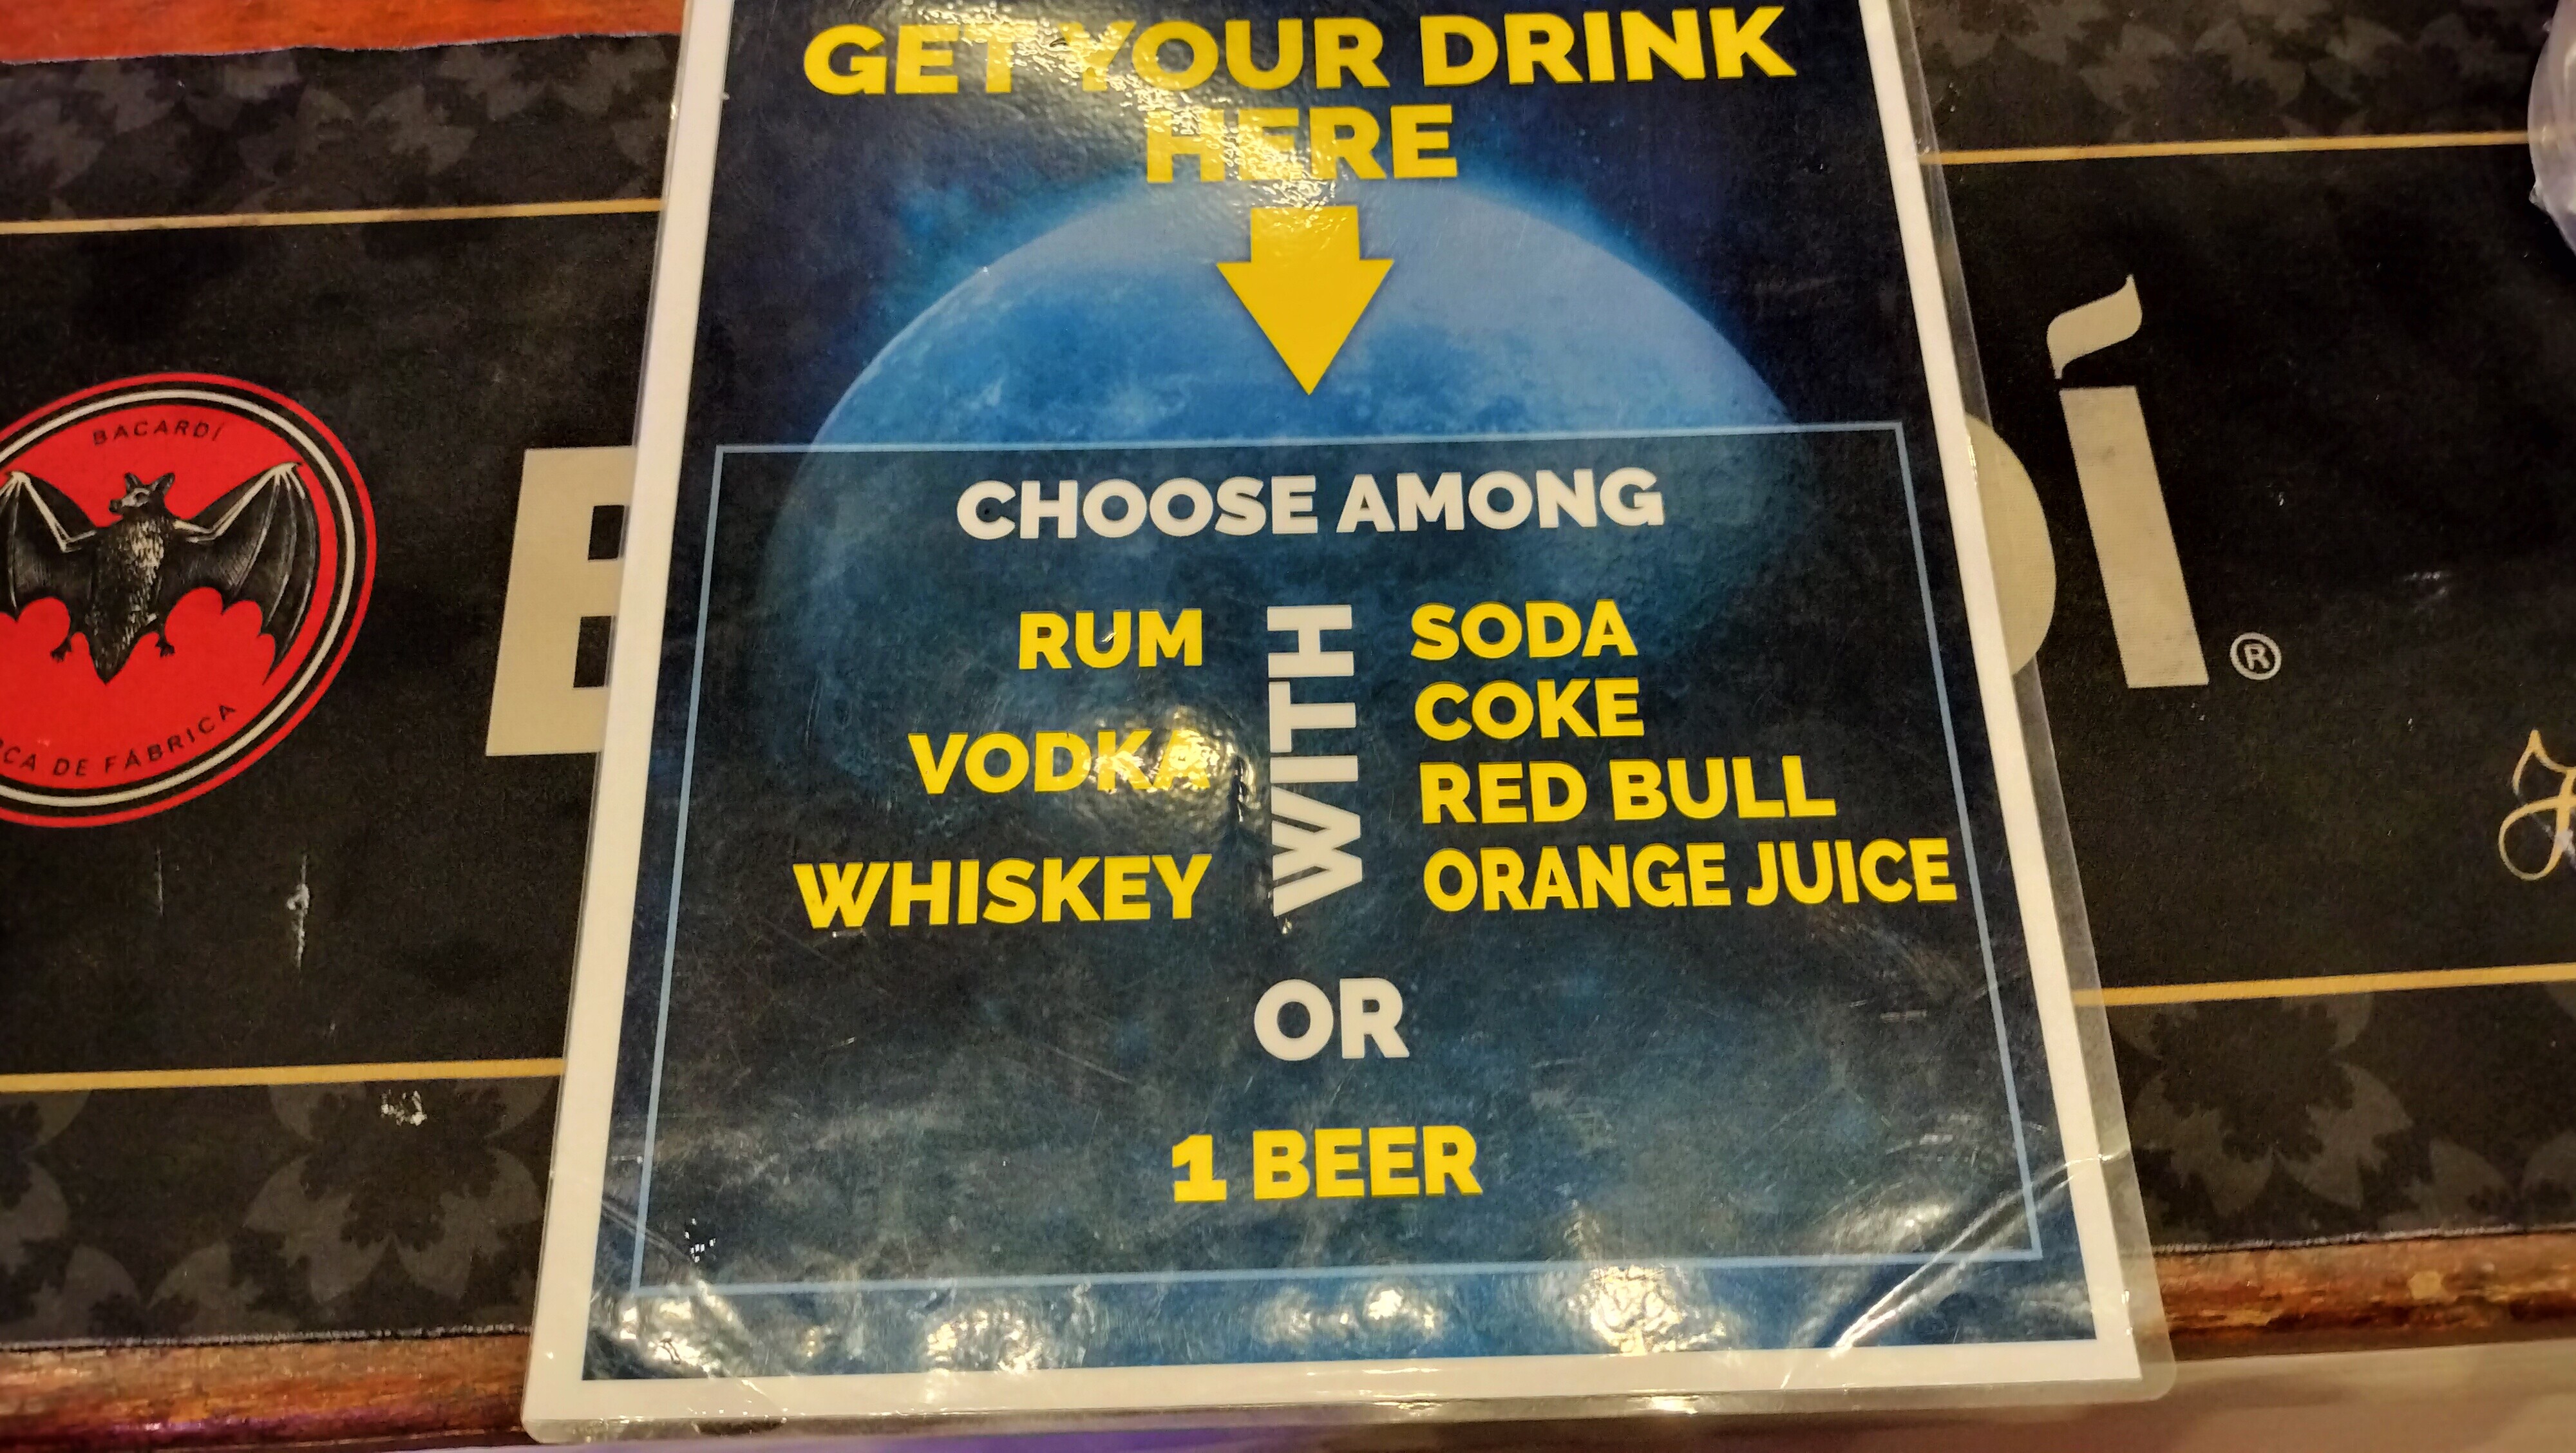 GET YOUR DRINK
HERE
CHOOSE AMONG
RUM
VODKA
WHISKEY
WITH
SODA
COKE
RED BULL
ORANGE JUICE
OR
1 BEER
BACARDÍ
DE FÁBRICA
B
DÍ
®